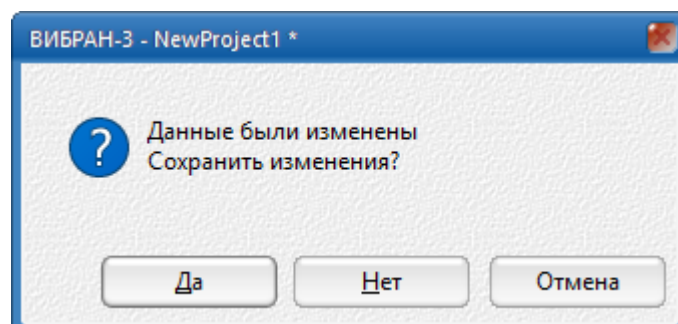 ВИБРАН-3 - NewProject1 *
?
Данные были изменены
Сохранить изменения?
Да
Нет
Отмена